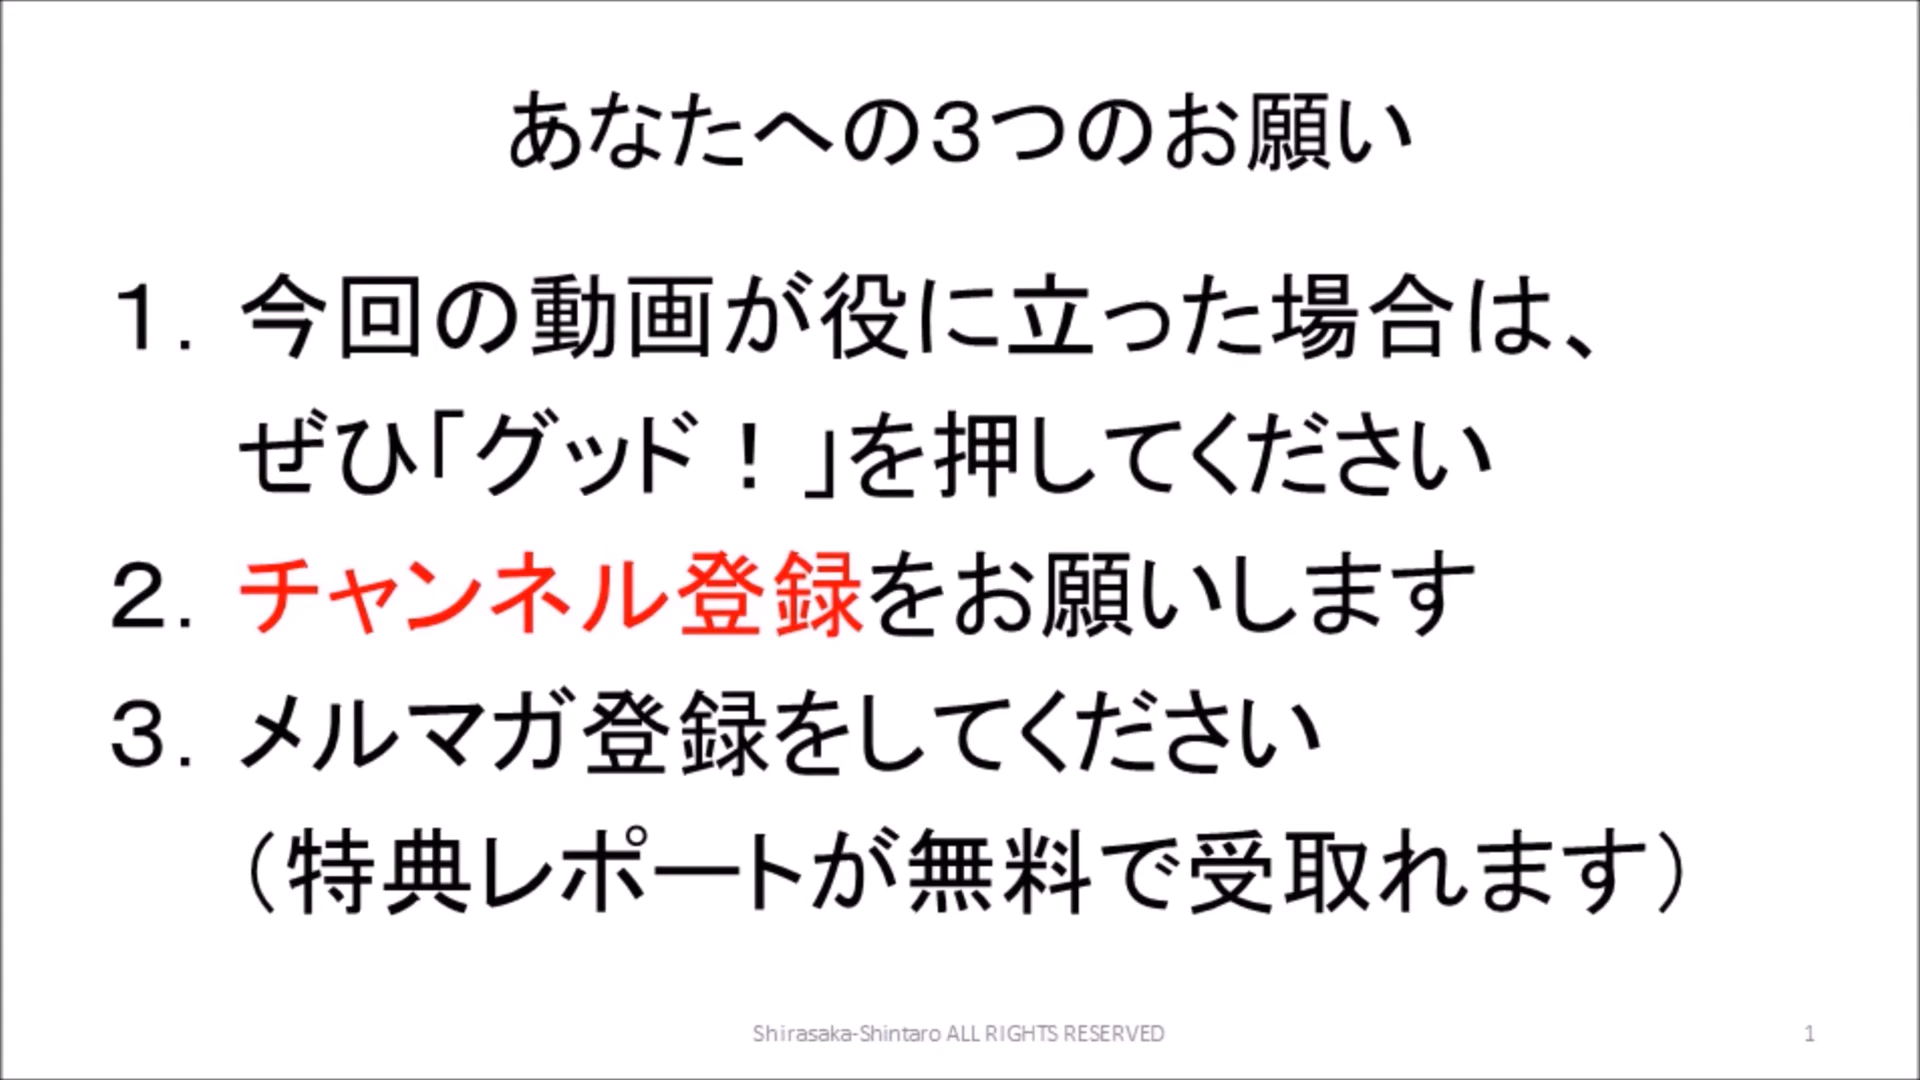 あなたへの３つのお願い
１．今回の動画が役に立った場合は、
ぜひ「グッド！」を押してください
２．チャンネル登録をお願いします
３．メルマガ登録をしてください
（特典レポートが無料で受取れます）
Shirasaka-Shintaro ALL RIGHTS RESERVED
1